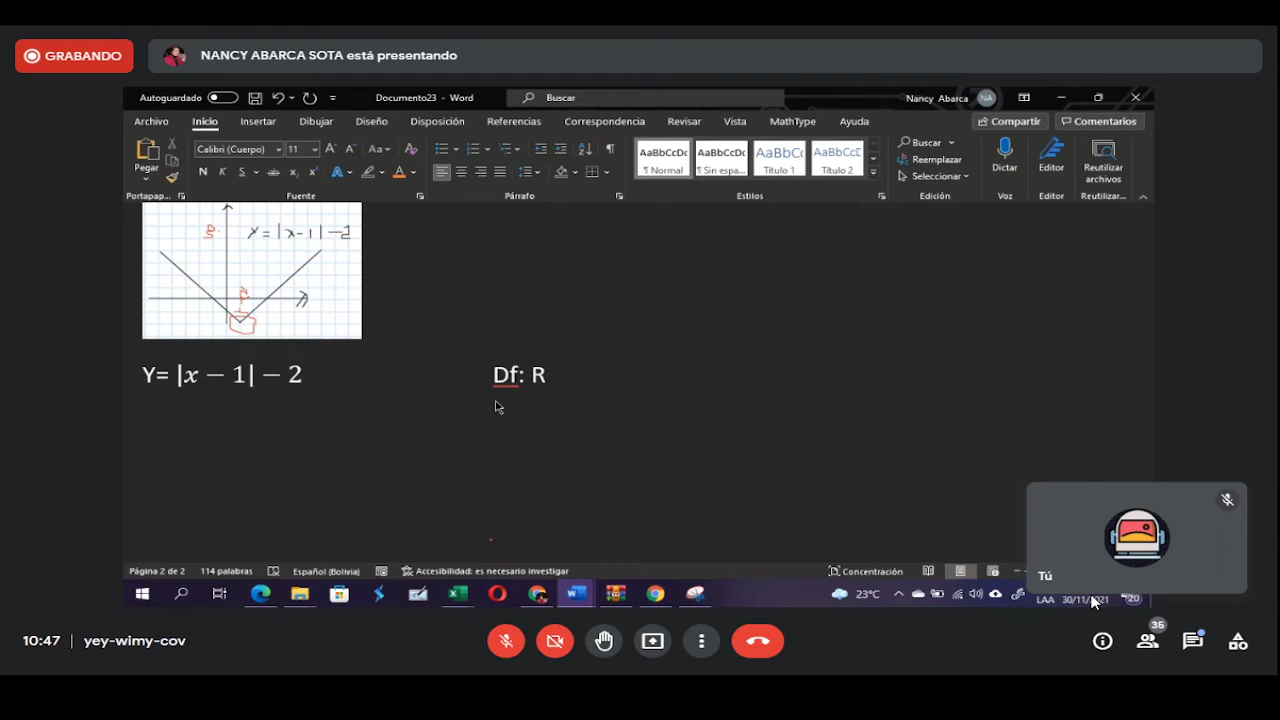 GRABANDO
NANCY ABARCA SOTA está presentando
Autoguardado
Documento23 - Word
Buscar
Nancy Abarca
NA
Archivo Inicio Insertar Dibujar Diseño Disposición Referencias Correspondencia Revisar Vista MathType Ayuda Compartir Comentarios
Pegar
Calibri (Cuerpo) 11
Aa
N K S ab x x A A
AaBbCcDc AaBbCcDc AaBbCc AaBbCcD
¶ Normal ¶ Sin espa... Título 1 Título 2
Buscar
Reemplazar
Seleccionar
Dictar
Editor
Reutilizar archivos
Portapap... Fuente Párrafo Estilos Edición Voz Editor Reutilizar...
= |x-1| -2
Y= |x − 1| − 2
Df: R
Tú
Página 2 de 2 114 palabras Español (Bolivia) Accesibilidad: es necesario investigar Concentración
23°C
LAA 30/11/2021 20
10:47 | yey-wimy-cov
36